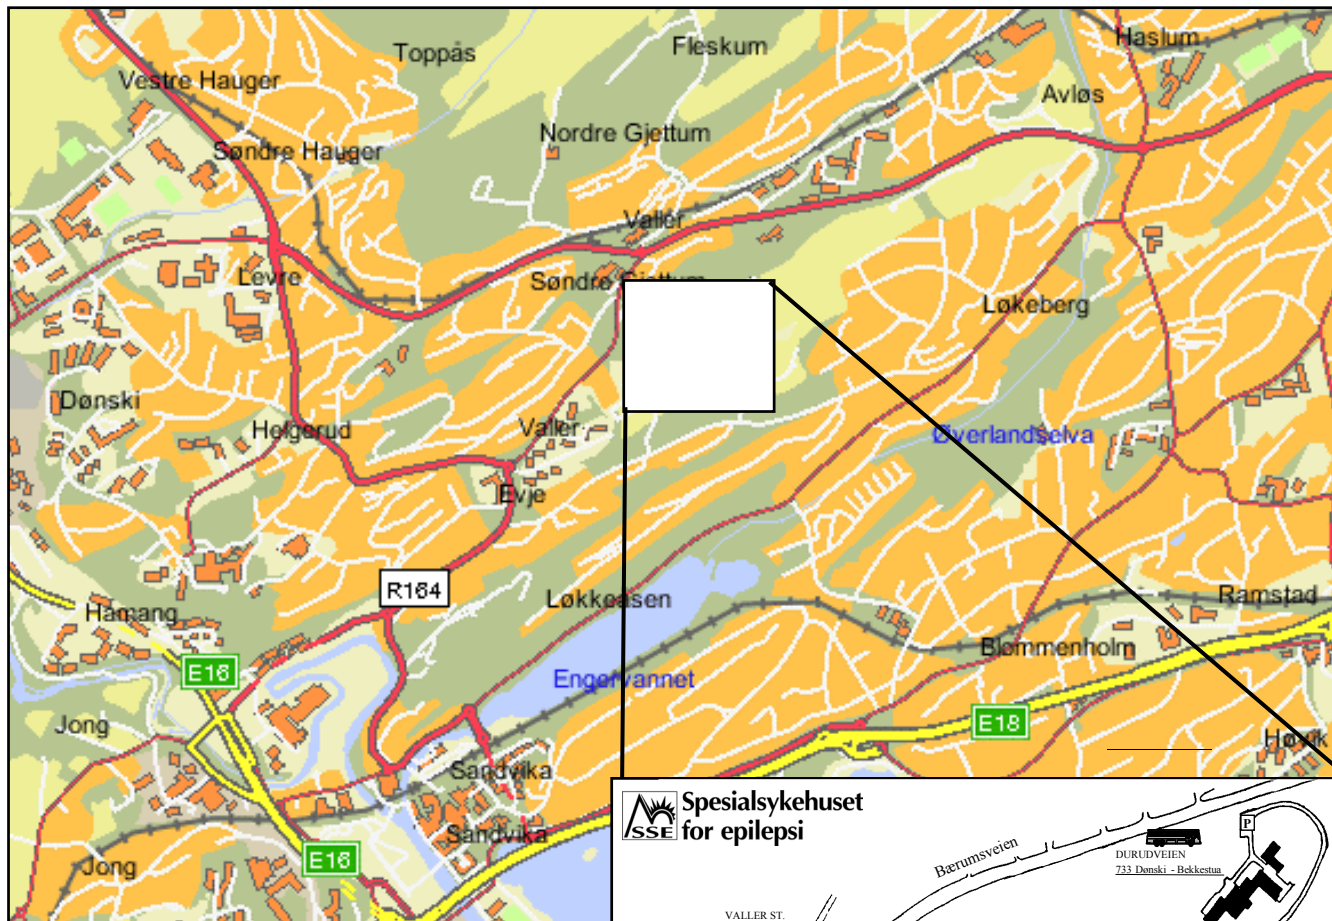 Haslum
Toppås
Fleskum
Vestre Hauger
Avløs
Nordre Gjettum
Søndre Hauger
Valler
Levre
Søndre Gjettum
Løkeberg
Dønski
Helgerud
Valler
Øverlandselva
Evje
R164
Løkkeåsen
Ramstad
Hamang
Blommenholm
E16
Engervannet
Jong
E18
Høvik
Sandvika
Spesialsykehuset
for epilepsi
SSE
P
Sandvika
Bærumsveien
DURUDVEIEN
733 Dønski - Bekkestua
E16
Jong
VALLER ST.